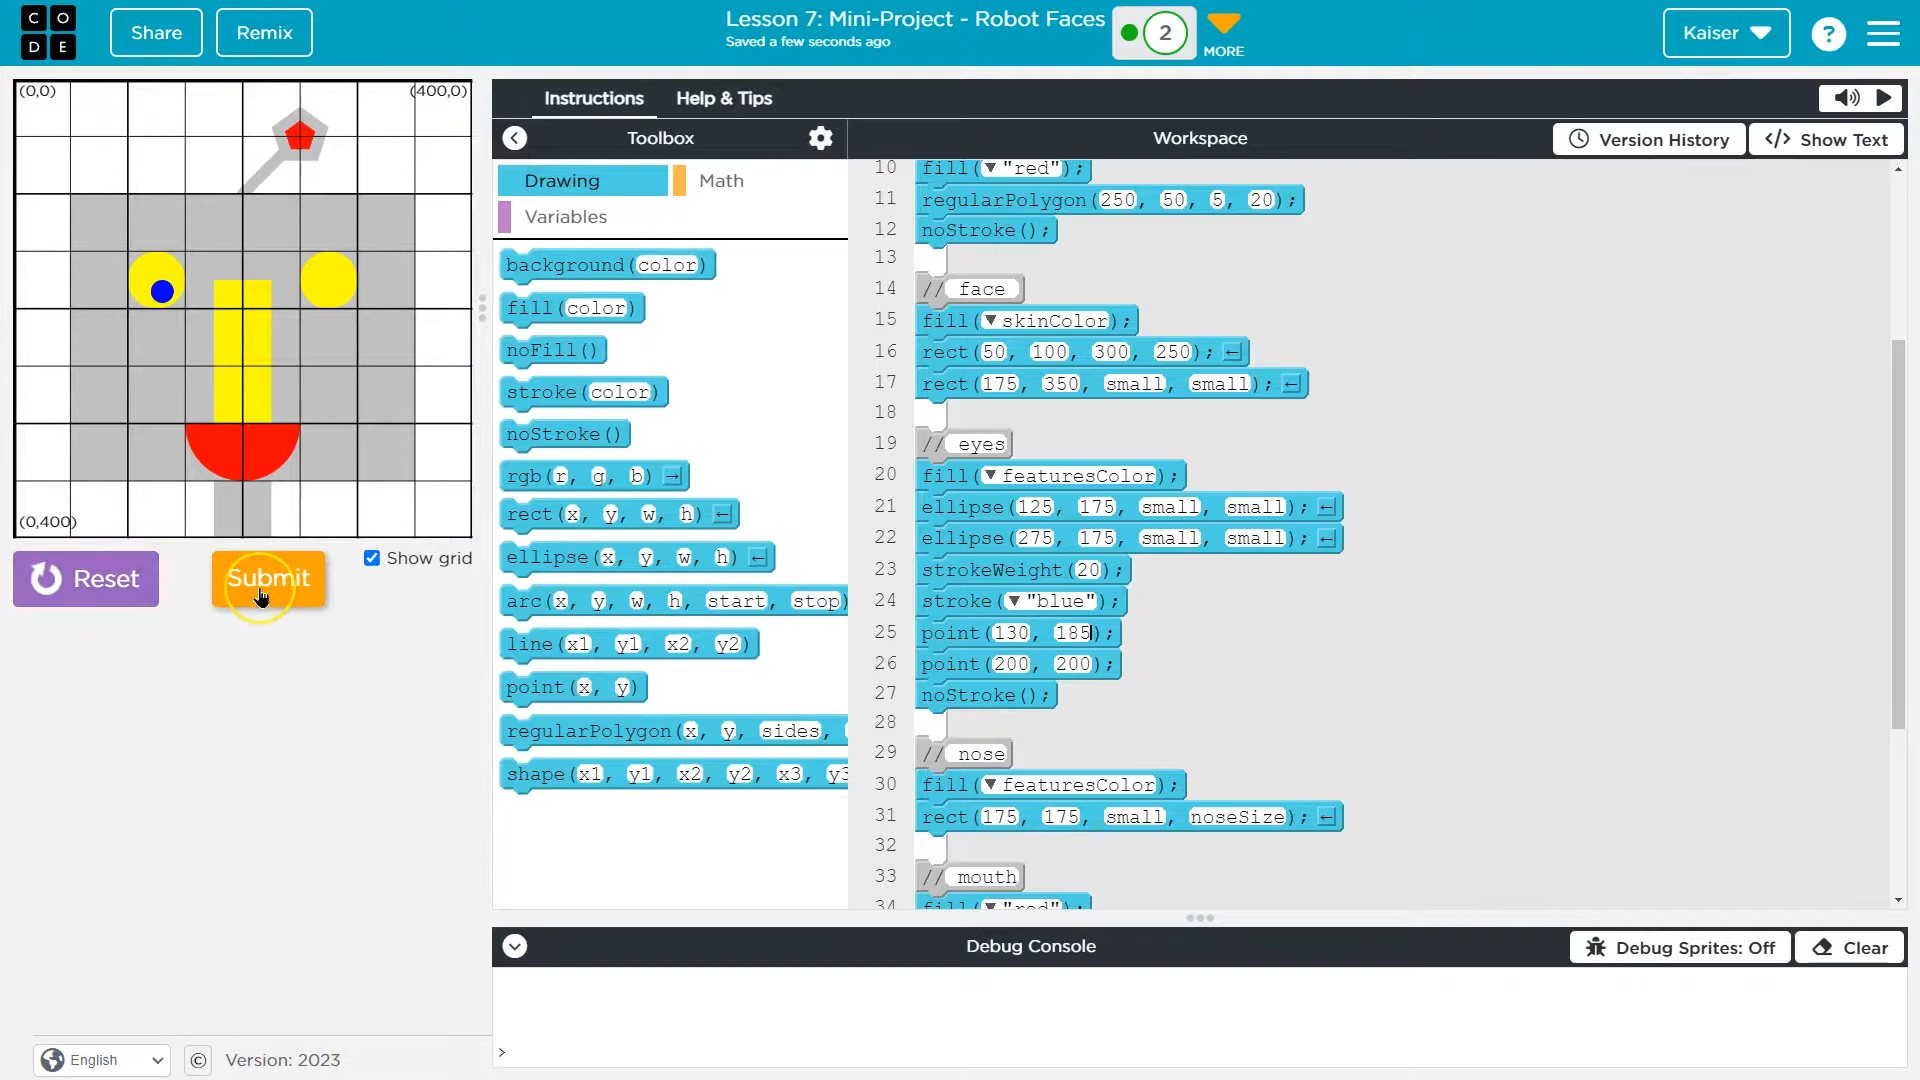 C O
D E
Share
Remix
Lesson 7: Mini-Project - Robot Faces
Saved a few seconds ago
2
MORE
Kaiser
?
(0,0)
(400,0)
(0,400)
Reset
Submit
Show grid
English
©
Version: 2023
Instructions
Help & Tips
Toolbox
Workspace
Version History
</> Show Text
Drawing
Math
Variables
background(color)
fill(color)
noFill()
stroke(color)
noStroke()
rgb(r, g, b)
rect(x, y, w, h)
ellipse(x, y, w, h)
arc(x, y, w, h, start, stop)
line(x1, y1, x2, y2)
point(x, y)
regularPolygon(x, y, sides,
shape(x1, y1, x2, y2, x3, y3
10 fill("red");
11 regularPolygon(250, 50, 5, 20);
12 noStroke();
13
14 // face
15 fill(skinColor);
16 rect(50, 100, 300, 250);
17 rect(175, 350, small, small);
18
19 // eyes
20 fill(featuresColor);
21 ellipse(125, 175, small, small);
22 ellipse(275, 175, small, small);
23 strokeWeight(20);
24 stroke("blue");
25 point(130, 185);
26 point(200, 200);
27 noStroke();
28
29 // nose
30 fill(featuresColor);
31 rect(175, 175, small, noseSize);
32
33 // mouth
34 fill("red");
Debug Console
Debug Sprites: Off
Clear
>